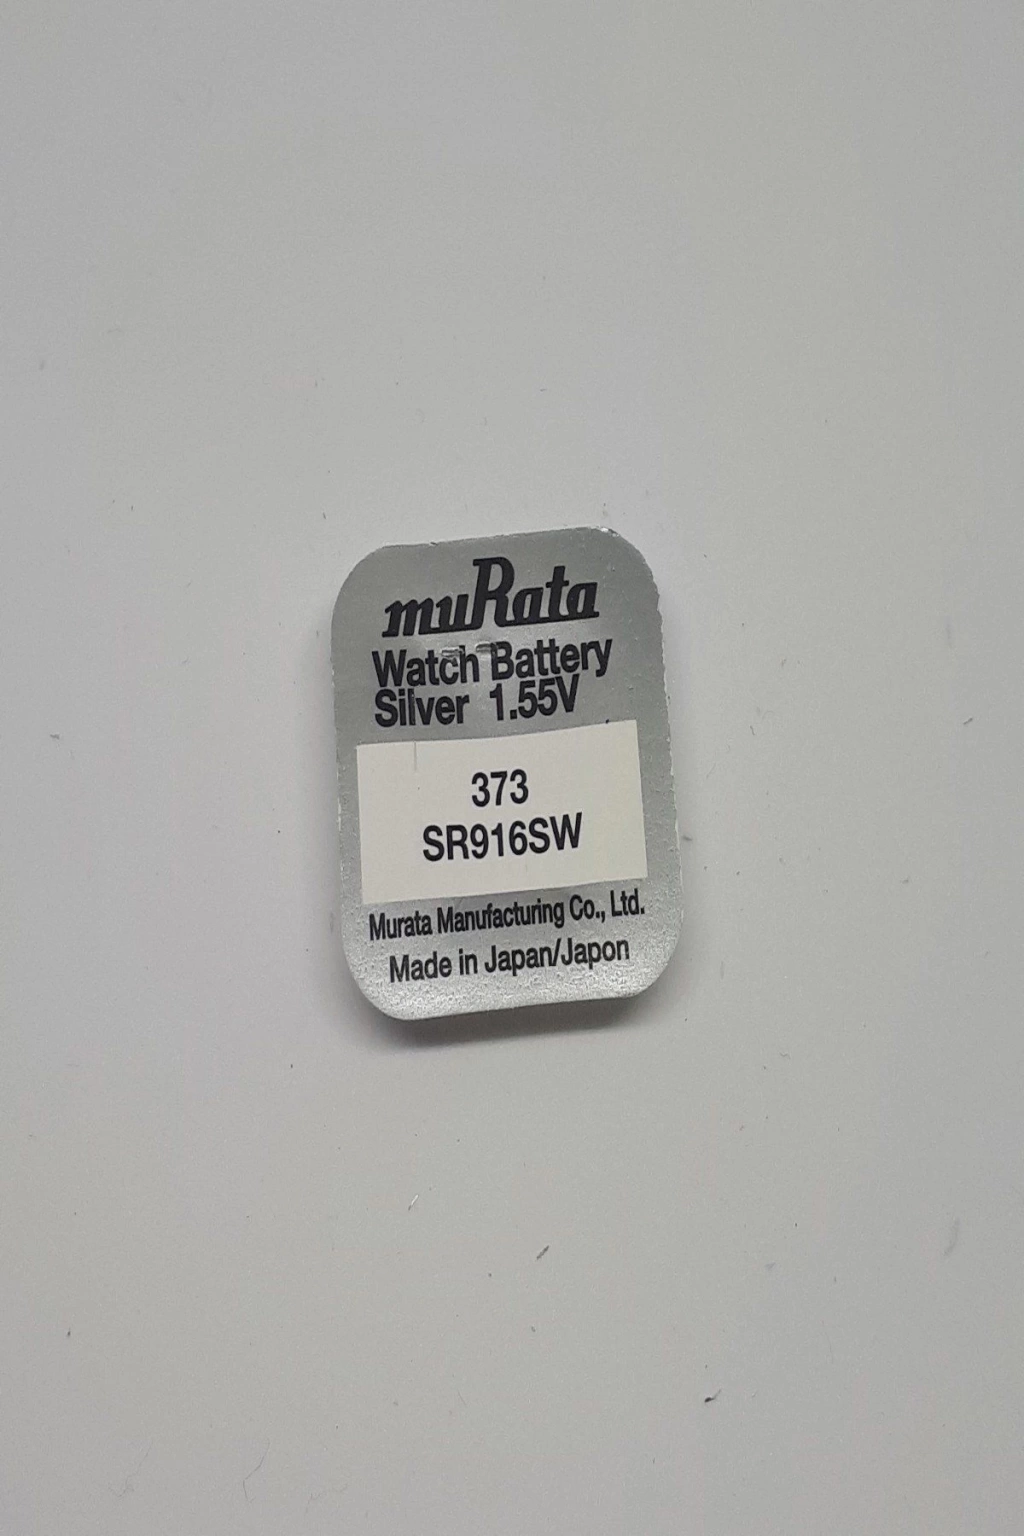 muRata
Watch Battery
Silver 1.55V
373
SR916SW
Murata Manufacturing Co., Ltd.
Made in Japan/Japon